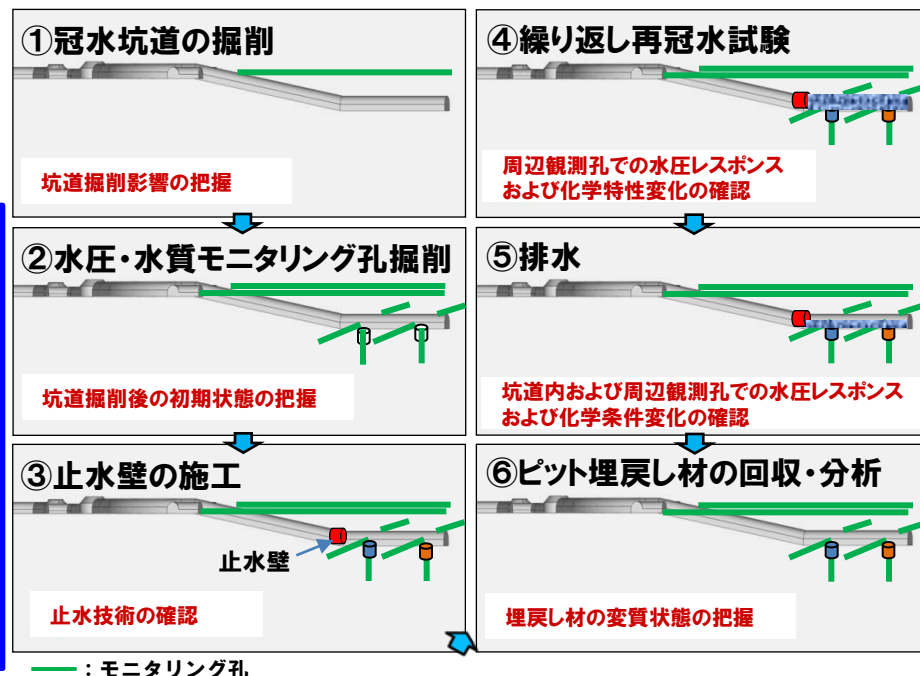 ①冠水坑道の掘削
坑道掘削影響の把握
②水圧・水質モニタリング孔掘削
坑道掘削後の初期状態の把握
③止水壁の施工
止水壁
止水技術の確認
④繰り返し再冠水試験
周辺観測孔での水圧レスポンス
および化学特性変化の確認
⑤排水
坑道内および周辺観測孔での水圧レスポンス
および化学条件変化の確認
⑥ピット埋戻し材の回収・分析
埋戻し材の変質状態の把握
：モニタリング孔